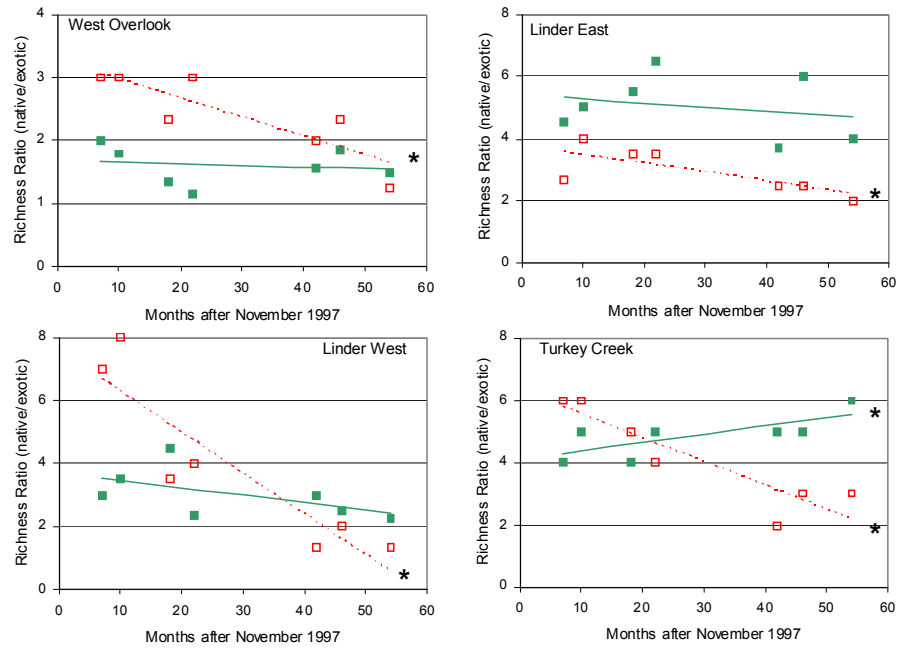 West Overlook
Richness Ratio (native/exotic)
4
3
2
1
0
0 10 20 30 40 50 60
*
Months after November 1997
Linder East
Richness Ratio (native/exotic)
8
6
4
2
0
0 10 20 30 40 50 60
*
Months after November 1997
Linder West
Richness Ratio (native/exotic)
8
6
4
2
0
0 10 20 30 40 50 60
*
Months after November 1997
Turkey Creek
Richness Ratio (native/exotic)
8
6
4
2
0
0 10 20 30 40 50 60
*
*
Months after November 1997